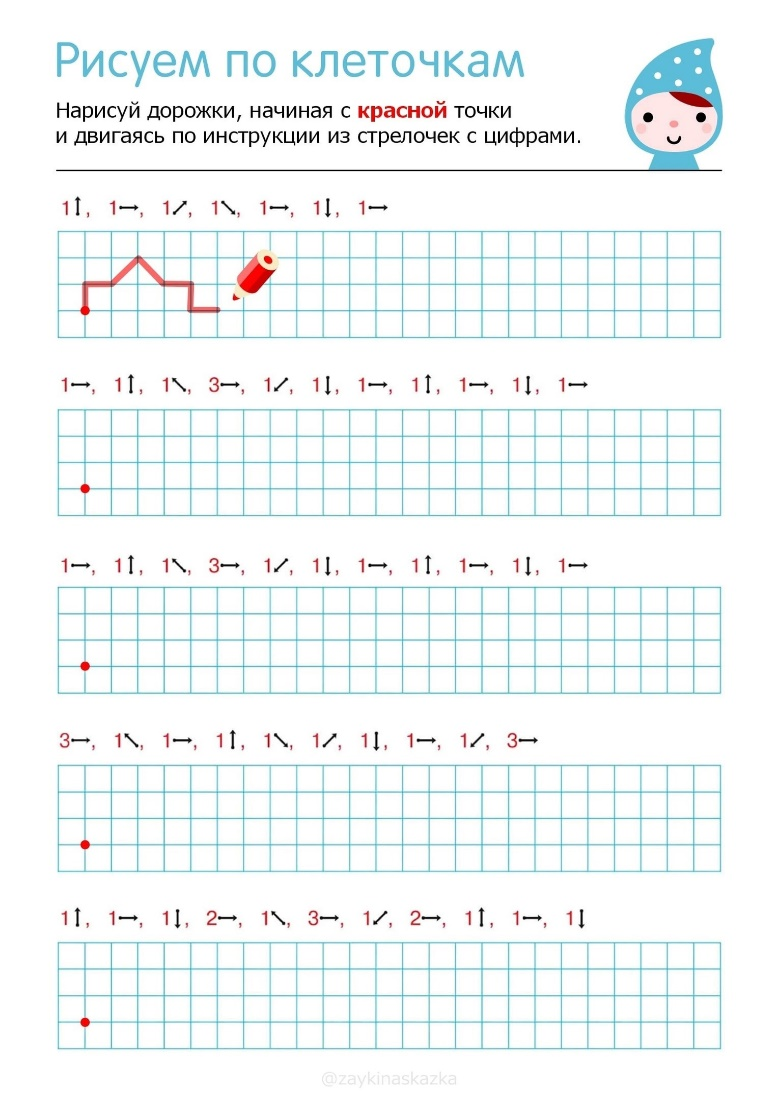 Рисуем по клеточкам
Нарисуй дорожки, начиная с красной точки
и двигаясь по инструкции из стрелочек с цифрами.
1↑, 1→, 1↗, 1↘, 1→, 1↓, 1→
1→, 1↑, 1↖, 3→, 1↙, 1↓, 1→, 1↑, 1→, 1↓, 1→
1→, 1↑, 1↖, 3→, 1↙, 1↓, 1→, 1↑, 1→, 1↓, 1→
3→, 1↖, 1→, 1↑, 1↘, 1↗, 1↓, 1→, 1↙, 3→
1↑, 1→, 1↓, 2→, 1↖, 3→, 1↙, 2→, 1↑, 1→, 1↓
@zaykinaskazka